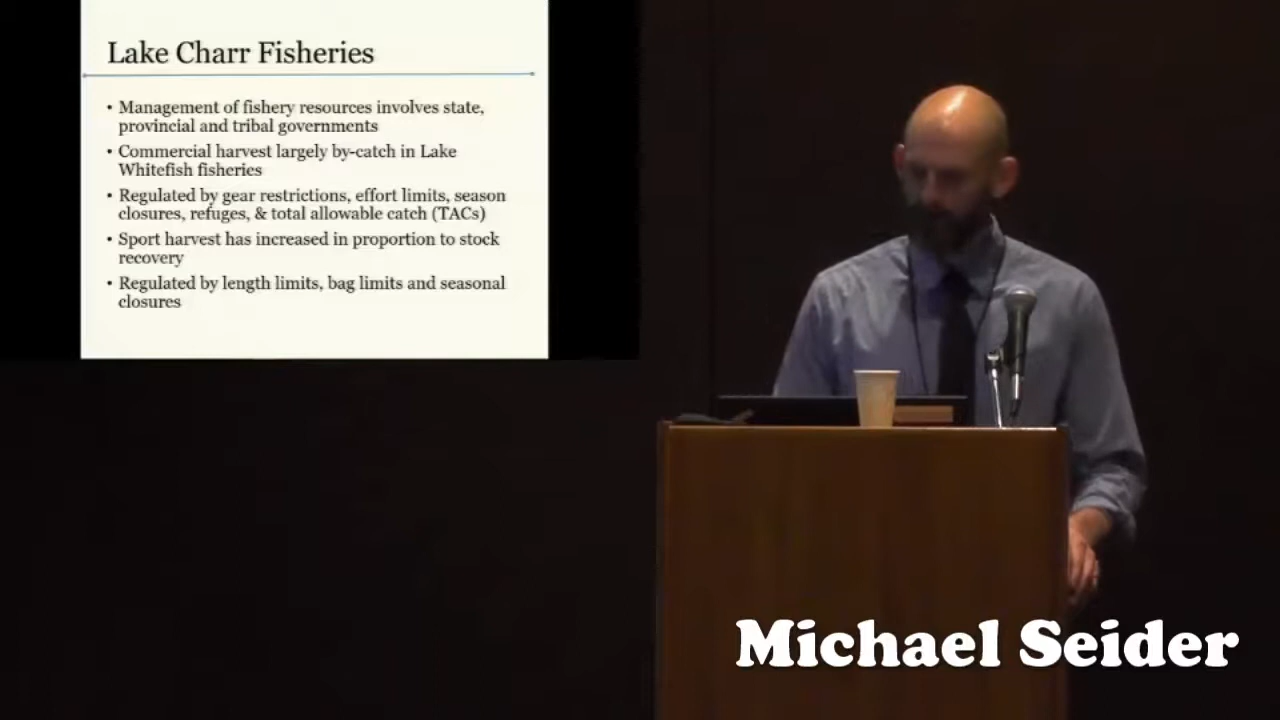 Lake Charr Fisheries
• Management of fishery resources involves state,
provincial and tribal governments
• Commercial harvest largely by-catch in Lake
Whitefish fisheries
• Regulated by gear restrictions, effort limits, season
closures, refuges, & total allowable catch (TACs)
• Sport harvest has increased in proportion to stock
recovery
• Regulated by length limits, bag limits and seasonal
closures
Michael Seider